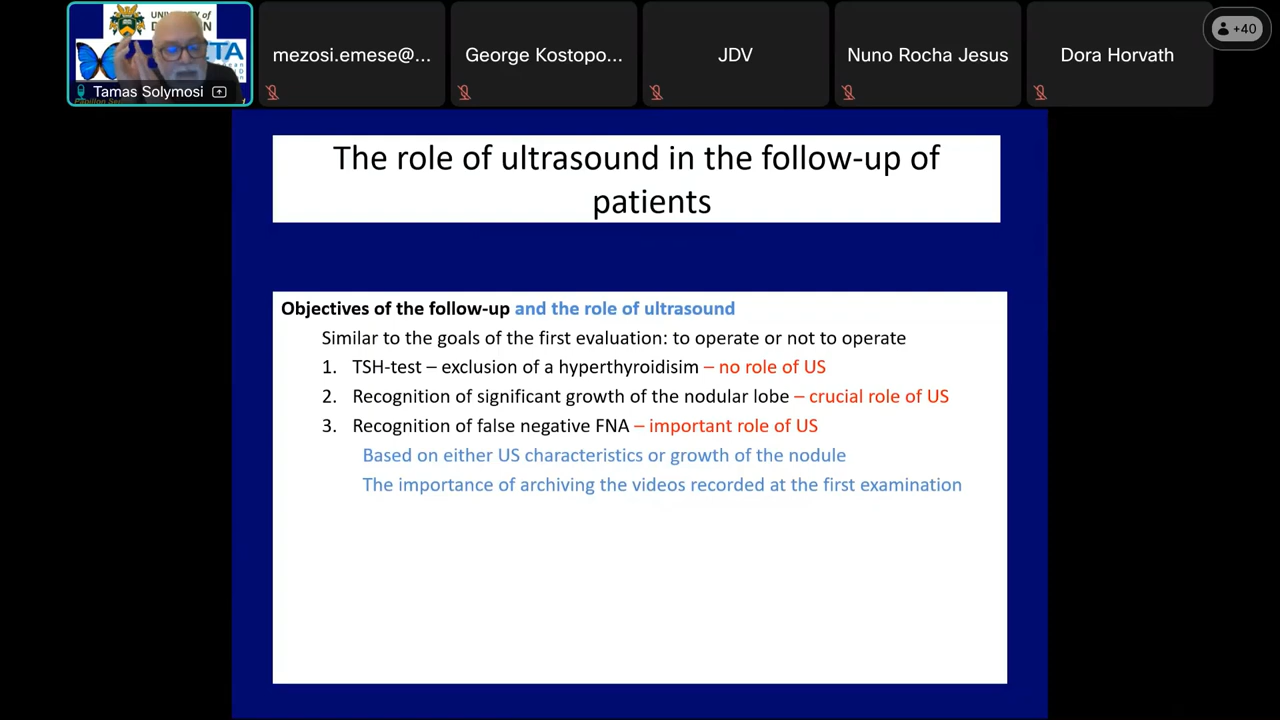 UNIVERSITY OF
Tamas Solymosi
mezosi.emese@...
George Kostopo...
JDV
Nuno Rocha Jesus
Dora Horvath
+40
The role of ultrasound in the follow-up of
patients
Objectives of the follow-up and the role of ultrasound
Similar to the goals of the first evaluation: to operate or not to operate
1. TSH-test – exclusion of a hyperthyroidisim – no role of US
2. Recognition of significant growth of the nodular lobe – crucial role of US
3. Recognition of false negative FNA – important role of US
Based on either US characteristics or growth of the nodule
The importance of archiving the videos recorded at the first examination